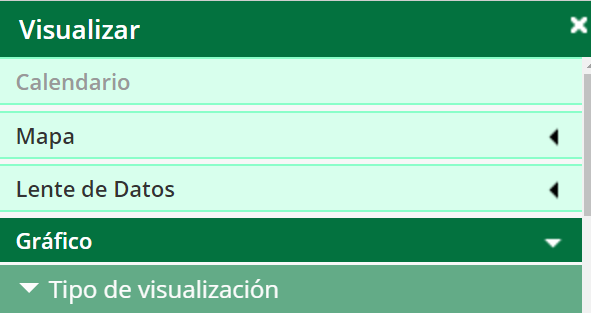 Visualizar
Calendario
Mapa
Lente de Datos
Gráfico
Tipo de visualización